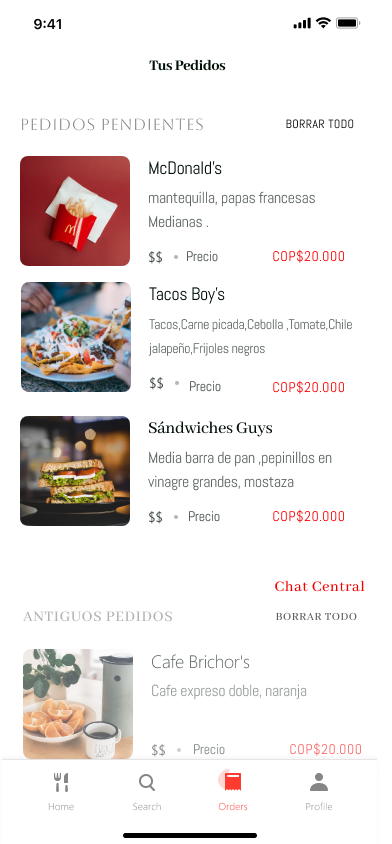 9:41
Tus Pedidos
PEDIDOS PENDIENTES
BORRAR TODO
McDonald's
mantequilla, papas francesas
Medianas .
$$ • Precio COP$20.000
Tacos Boy's
Tacos,Carne picada,Cebolla ,Tomate,Chile
jalapeño,Frijoles negros
$$ • Precio COP$20.000
Sándwiches Guys
Media barra de pan ,pepinillos en
vinagre grandes, mostaza
$$ • Precio COP$20.000
Chat Central
ANTIGUOS PEDIDOS
BORRAR TODO
Cafe Brichor's
Cafe expreso doble, naranja
$$ • Precio COP$20.000
Home
Search
Orders
Profile